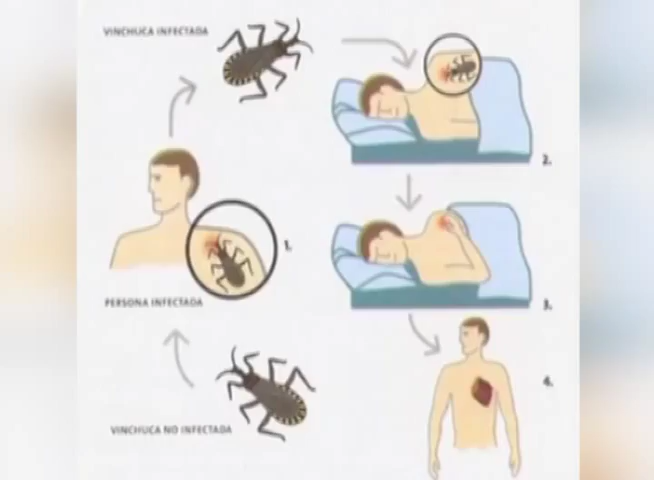 VINCHUCA INFECTADA
2.
1.
PERSONA INFECTADA
3.
4.
VINCHUCA NO INFECTADA